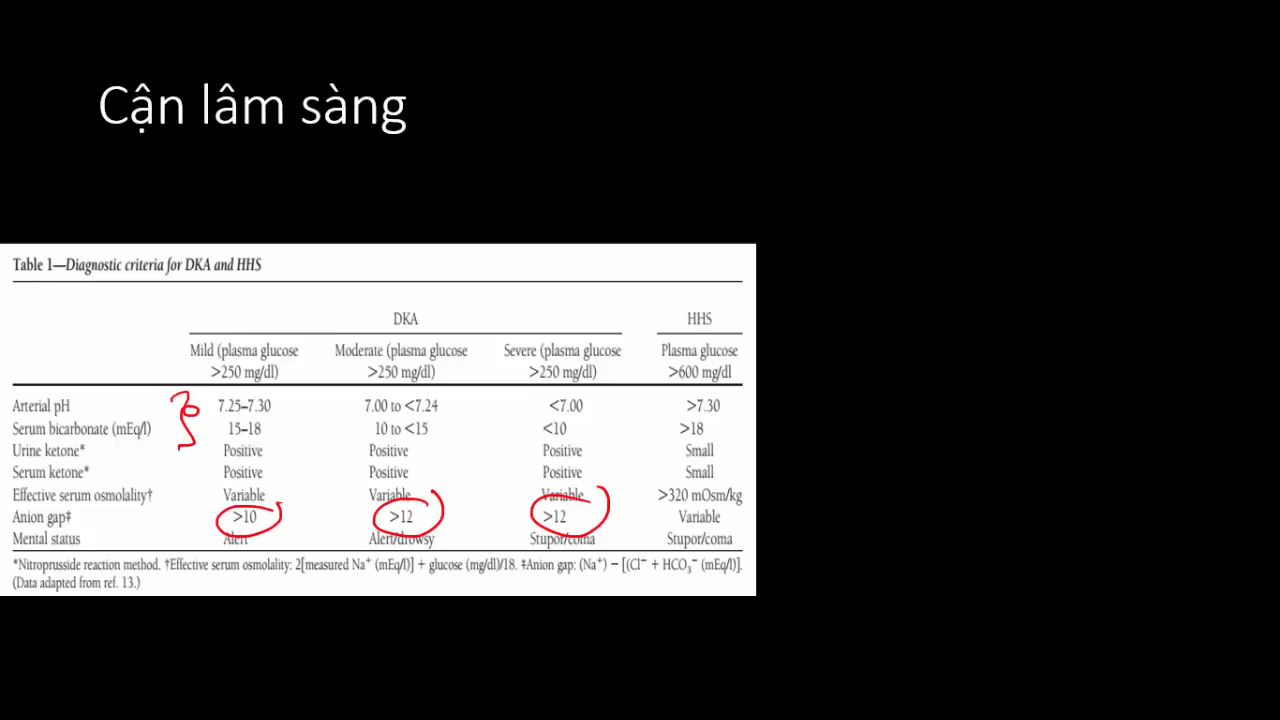 Cận lâm sàng
Table 1—Diagnostic criteria for DKA and HHS
DKA HHS
Mild (plasma glucose Moderate (plasma glucose Severe (plasma glucose Plasma glucose
>250 mg/dl) >250 mg/dl) >250 mg/dl) >600 mg/dl
Arterial pH 7.25–7.30 7.00 to <7.24 <7.00 >7.30
Serum bicarbonate (mEq/l) 15–18 10 to <15 <10 >18
Urine ketone* Positive Positive Positive Small
Serum ketone* Positive Positive Positive Small
Effective serum osmolality† Variable Variable Variable >320 mOsm/kg
Anion gap‡ >10 >12 >12 Variable
Mental status Alert Alert/drowsy Stupor/coma Stupor/coma
*Nitroprusside reaction method. †Effective serum osmolality: 2[measured Na⁺ (mEq/l)] + glucose (mg/dl)/18. ‡Anion gap: (Na⁺) − [(Cl⁻ + HCO₃⁻ (mEq/l)].
(Data adapted from ref. 13.)